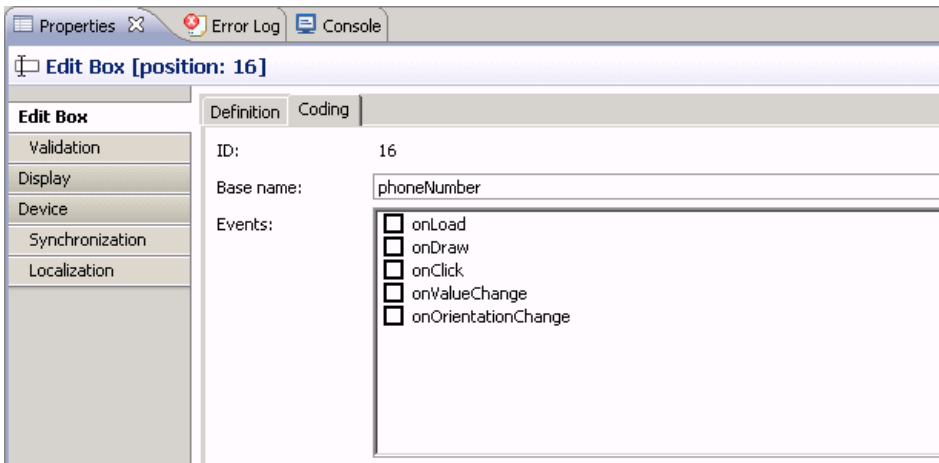 Properties Error Log Console
Edit Box [position: 16]
Edit Box
Validation
Display
Device
Synchronization
Localization
Definition Coding
ID: 16
Base name: phoneNumber
Events:
onLoad
onDraw
onClick
onValueChange
onOrientationChange